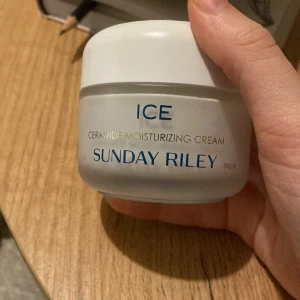 ICE
CERAMIDE MOISTURIZING CREAM
SUNDAY RILEY